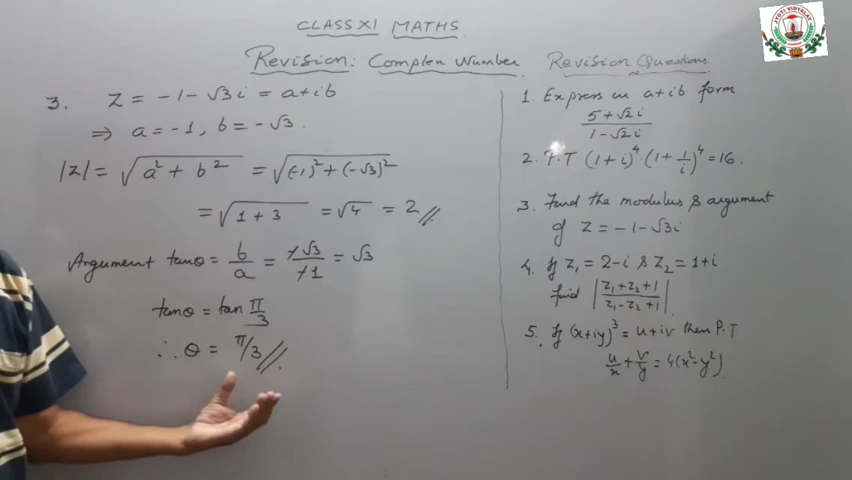 CLASS XI MATHS
Revision: Complex Number
Revision Questions
3. Z = -1-√3i = a+ib
⇒ a = -1, b = -√3.
|Z| = √(a²+b²) = √((-1)²+(-√3)²)
= √(1+3) = √4 = 2 //
Argument tanθ = b/a = -√3/-1 = √3
tanθ = tan π/3
∴ θ = π/3 //.
1. Express in a+ib form
(5+√2i)/(1-√2i)
2. P.T (1+i)⁴·(1+1/i)⁴ = 16.
3. Find the modulus & argument
of Z = -1-√3i
4. If Z₁ = 2-i & Z₂ = 1+i
find |(Z₁+Z₂+1)/(Z₁-Z₂+1)|
5. If (x+iy)³ = u+iv then P.T
u/x + v/y = 4(x²-y²).
JYOTI VIDYALAY